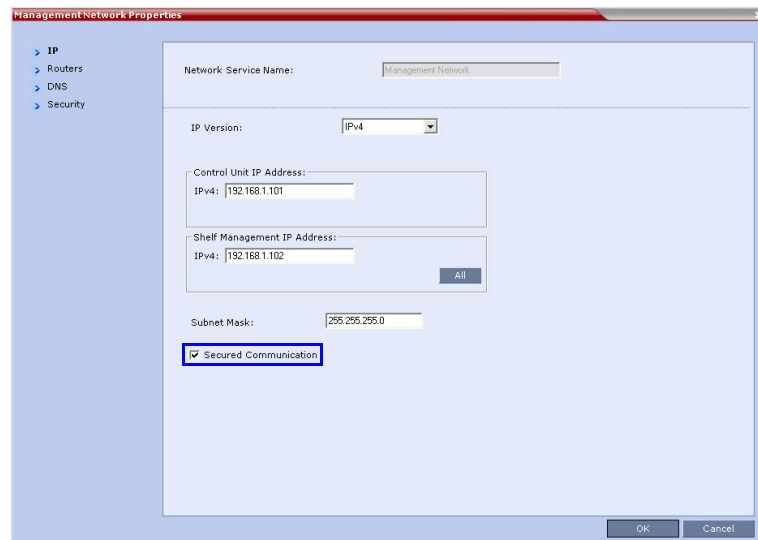 Management Network Properties
IP
Routers
DNS
Security
Network Service Name: Management Network
IP Version: IPv4
Control Unit IP Address:
IPv4: 192.168.1.101
Shelf Management IP Address:
IPv4: 192.168.1.102
All
Subnet Mask: 255.255.255.0
Secured Communication
OK Cancel